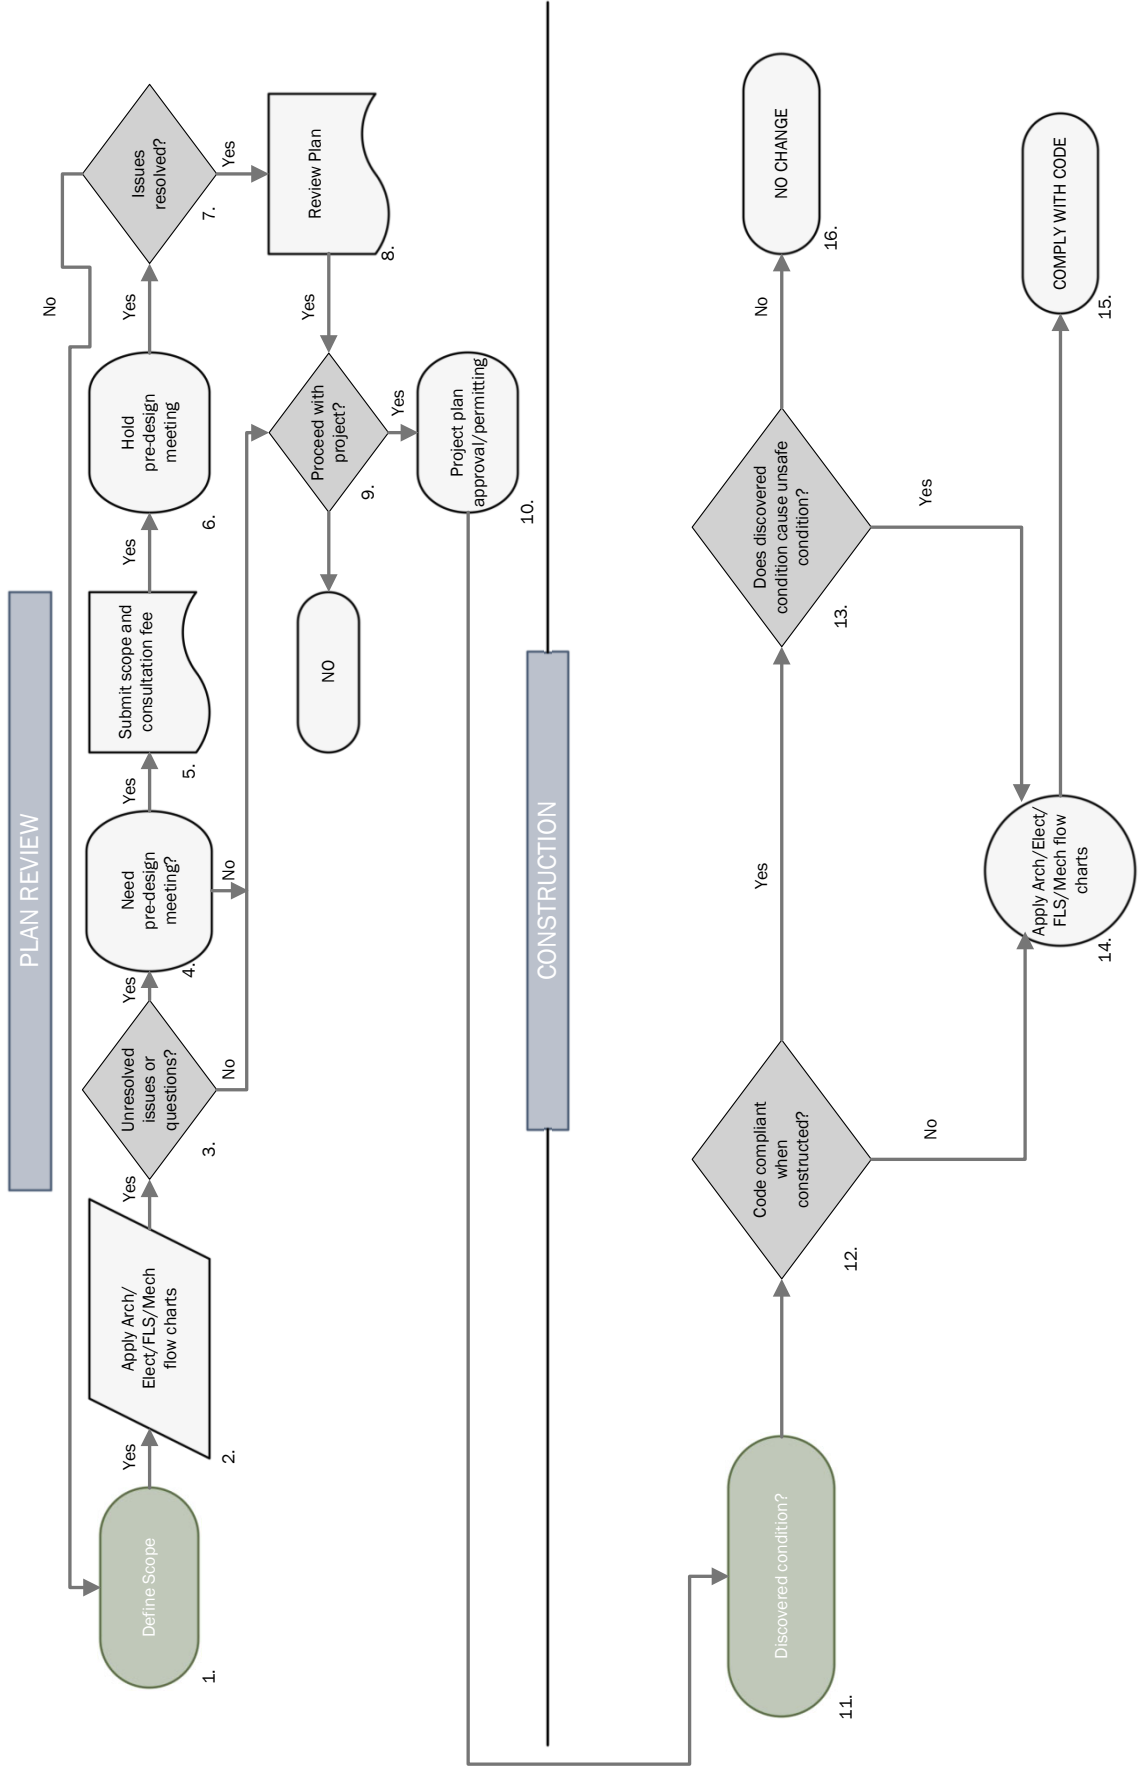 PLAN REVIEW
Define Scope
1.
Yes
Apply Arch/
Elect/FLS/Mech
flow charts
2.
Yes
Unresolved
issues or
questions?
3.
Yes
No
Need
pre-design
meeting?
4.
Yes
No
Submit scope and
consultation fee
5.
Yes
Hold
pre-design
meeting
6.
Yes
Issues
resolved?
7.
No
Yes
Review Plan
8.
Yes
Proceed with
project?
9.
NO
Yes
Project plan
approval/permitting
10.
CONSTRUCTION
Discovered condition?
11.
Code compliant
when
constructed?
12.
Yes
No
Does discovered
condition cause unsafe
condition?
13.
No
Yes
Apply Arch/Elect/
FLS/Mech flow
charts
14.
COMPLY WITH CODE
15.
NO CHANGE
16.